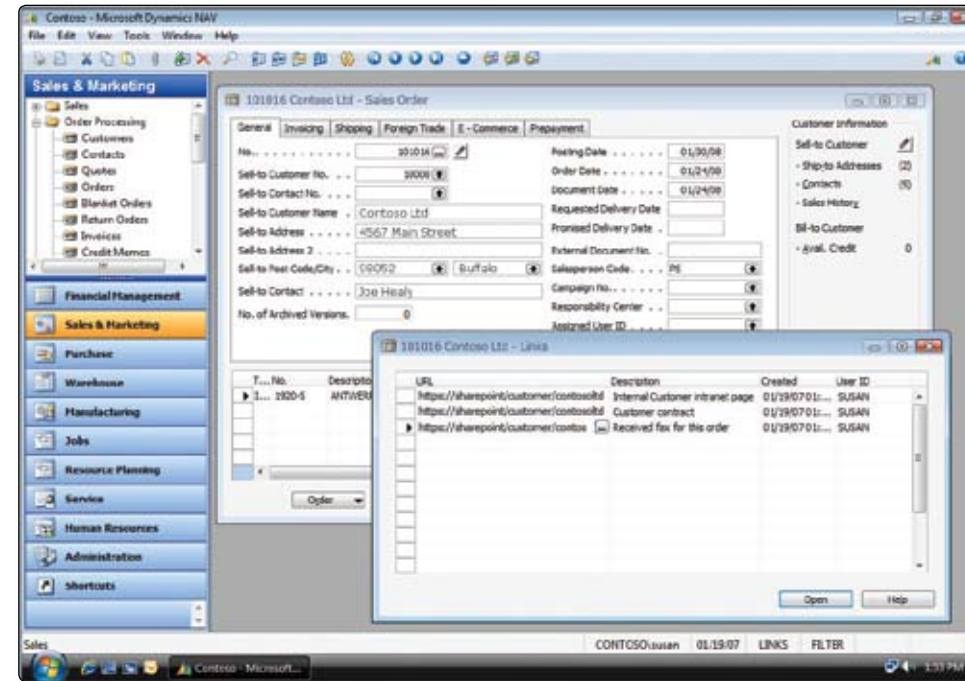 Contoso - Microsoft Dynamics NAV
File Edit View Tools Window Help
Sales & Marketing
Sales
Order Processing
Customers
Contacts
Quotes
Orders
Blanket Orders
Return Orders
Invoices
Credit Memos
Financial Management
Sales & Marketing
Purchase
Warehouse
Manufacturing
Jobs
Resource Planning
Service
Human Resources
Administration
Shortcuts
101016 Contoso Ltd - Sales Order
General Invoicing Shipping Foreign Trade E - Commerce Prepayment
No. . . . . . . . . . . . 101016
Sell-to Customer No. . . . 10000
Sell-to Contact No. . . .
Sell-to Customer Name . Contoso Ltd
Sell-to Address . . . . . 4567 Main Street
Sell-to Address 2 . . . .
Sell-to Post Code/City . . 98052 Buffalo
Sell-to Contact . . . . . Joe Healy
No. of Archived Versions. 0
Posting Date . . . . . . 01/30/08
Order Date . . . . . . . 01/24/08
Document Date . . . . . 01/24/08
Requested Delivery Date
Promised Delivery Date .
External Document No. .
Salesperson Code. . . . PS
Campaign No. . . . . . .
Responsibility Center . .
Assigned User ID . . . .
Customer Information
Sell-to Customer
- Ship-to Addresses (2)
- Contacts
- Sales History
Bill-to Customer
- Avail. Credit 0
T... No. Descriptio
I... 1920-S ANTWER
Order
101016 Contoso Ltd - Links
URL Description Created User ID
https://sharepoint/customer/contosoltd Internal Customer intranet page 01/19/07 01:... SUSAN
https://sharepoint/customer/contosoltd Customer contract 01/19/07 01:... SUSAN
https://sharepoint/customer/contos ... Received fax for this order 01/19/07 01:... SUSAN
Open Help
Sales CONTOSO\susan 01/19/07 LINKS FILTER
Contoso - Microsoft... 1:53 PM